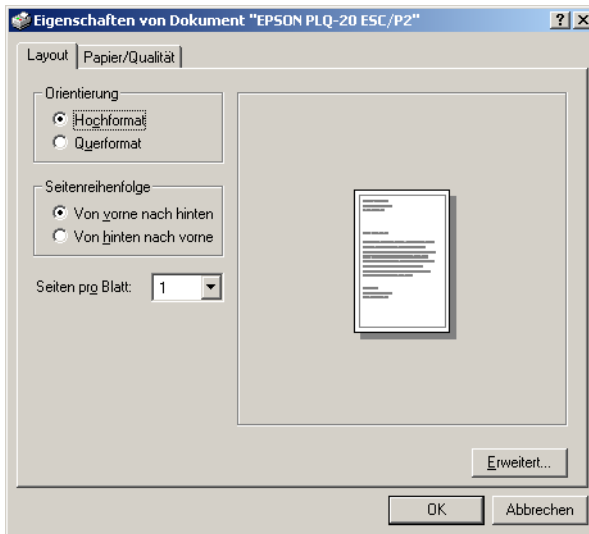 Eigenschaften von Dokument "EPSON PLQ-20 ESC/P2"
Layout
Papier/Qualität
Orientierung
Hochformat
Querformat
Seitenreihenfolge
Von vorne nach hinten
Von hinten nach vorne
Seiten pro Blatt: 1
Erweitert...
OK
Abbrechen